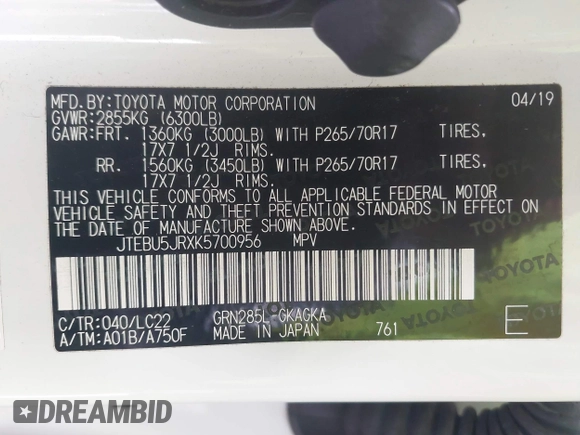 MFD.BY:TOYOTA MOTOR CORPORATION 04/19
GVWR:2855KG (6300LB)
GAWR:FRT. 1360KG (3000LB) WITH P265/70R17 TIRES,
17X7 1/2J RIMS.
RR. 1560KG (3450LB) WITH P265/70R17 TIRES,
17X7 1/2J RIMS.
THIS VEHICLE CONFORMS TO ALL APPLICABLE FEDERAL MOTOR
VEHICLE SAFETY AND THEFT PREVENTION STANDARDS IN EFFECT ON
THE DATE OF MANUFACTURE SHOWN ABOVE.
JTEBU5JRXK5700956 MPV
C/TR:040/LC22 GRN285L-GKAGKA
A/TM:A01B/A750F MADE IN JAPAN 761 E
TOYOTA
DREAMBID